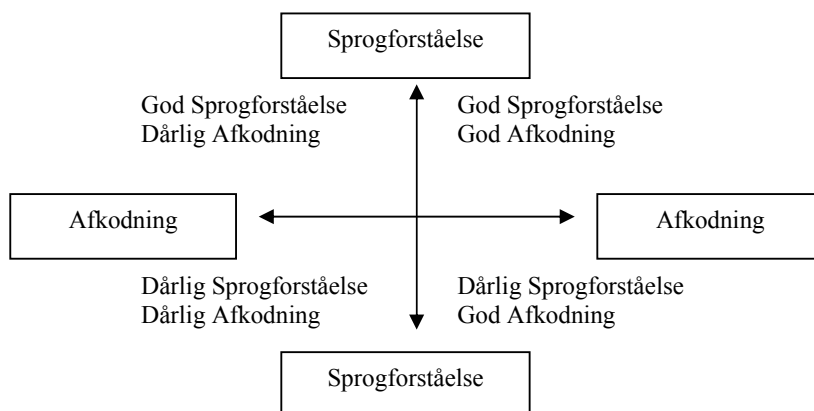 Sprogforståelse
God Sprogforståelse
Dårlig Afkodning
God Sprogforståelse
God Afkodning
Afkodning
Afkodning
Dårlig Sprogforståelse
Dårlig Afkodning
Dårlig Sprogforståelse
God Afkodning
Sprogforståelse